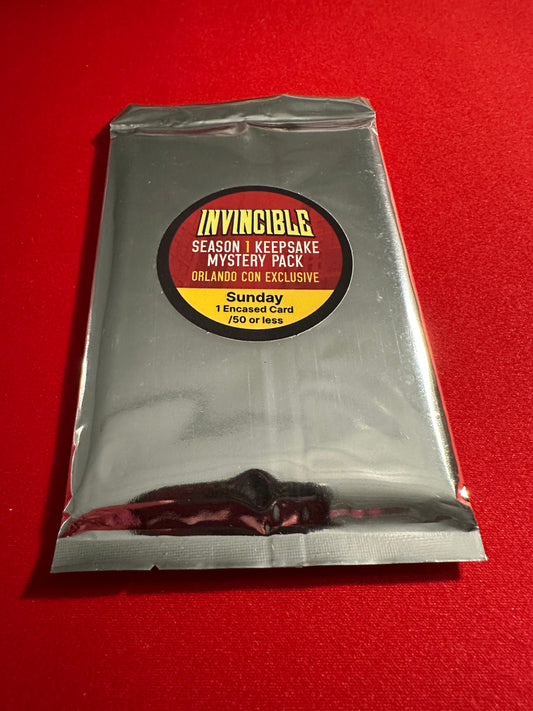 INVINCIBLE
SEASON 1 KEEPSAKE
MYSTERY PACK
ORLANDO CON EXCLUSIVE
Sunday
1 Encased Card
/50 or less